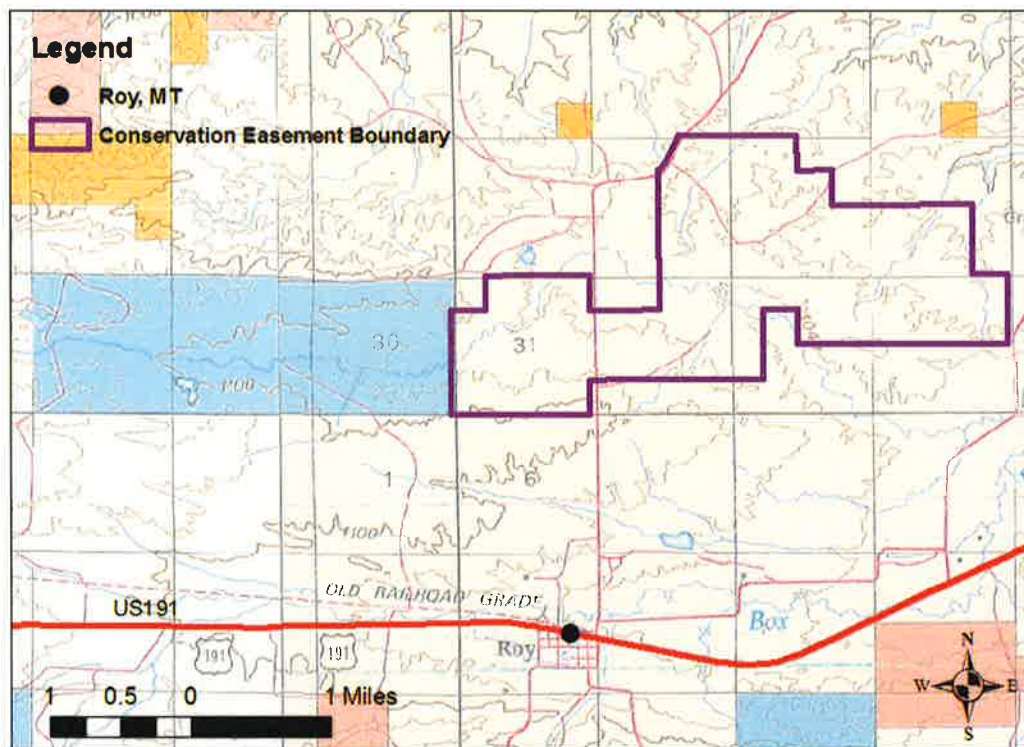 Legend
Roy, MT
Conservation Easement Boundary
36
31
1
6
OLD RAILROAD GRADE
US191
191
191
Roy
Box
N
W
E
S
1 0.5 0 1 Miles